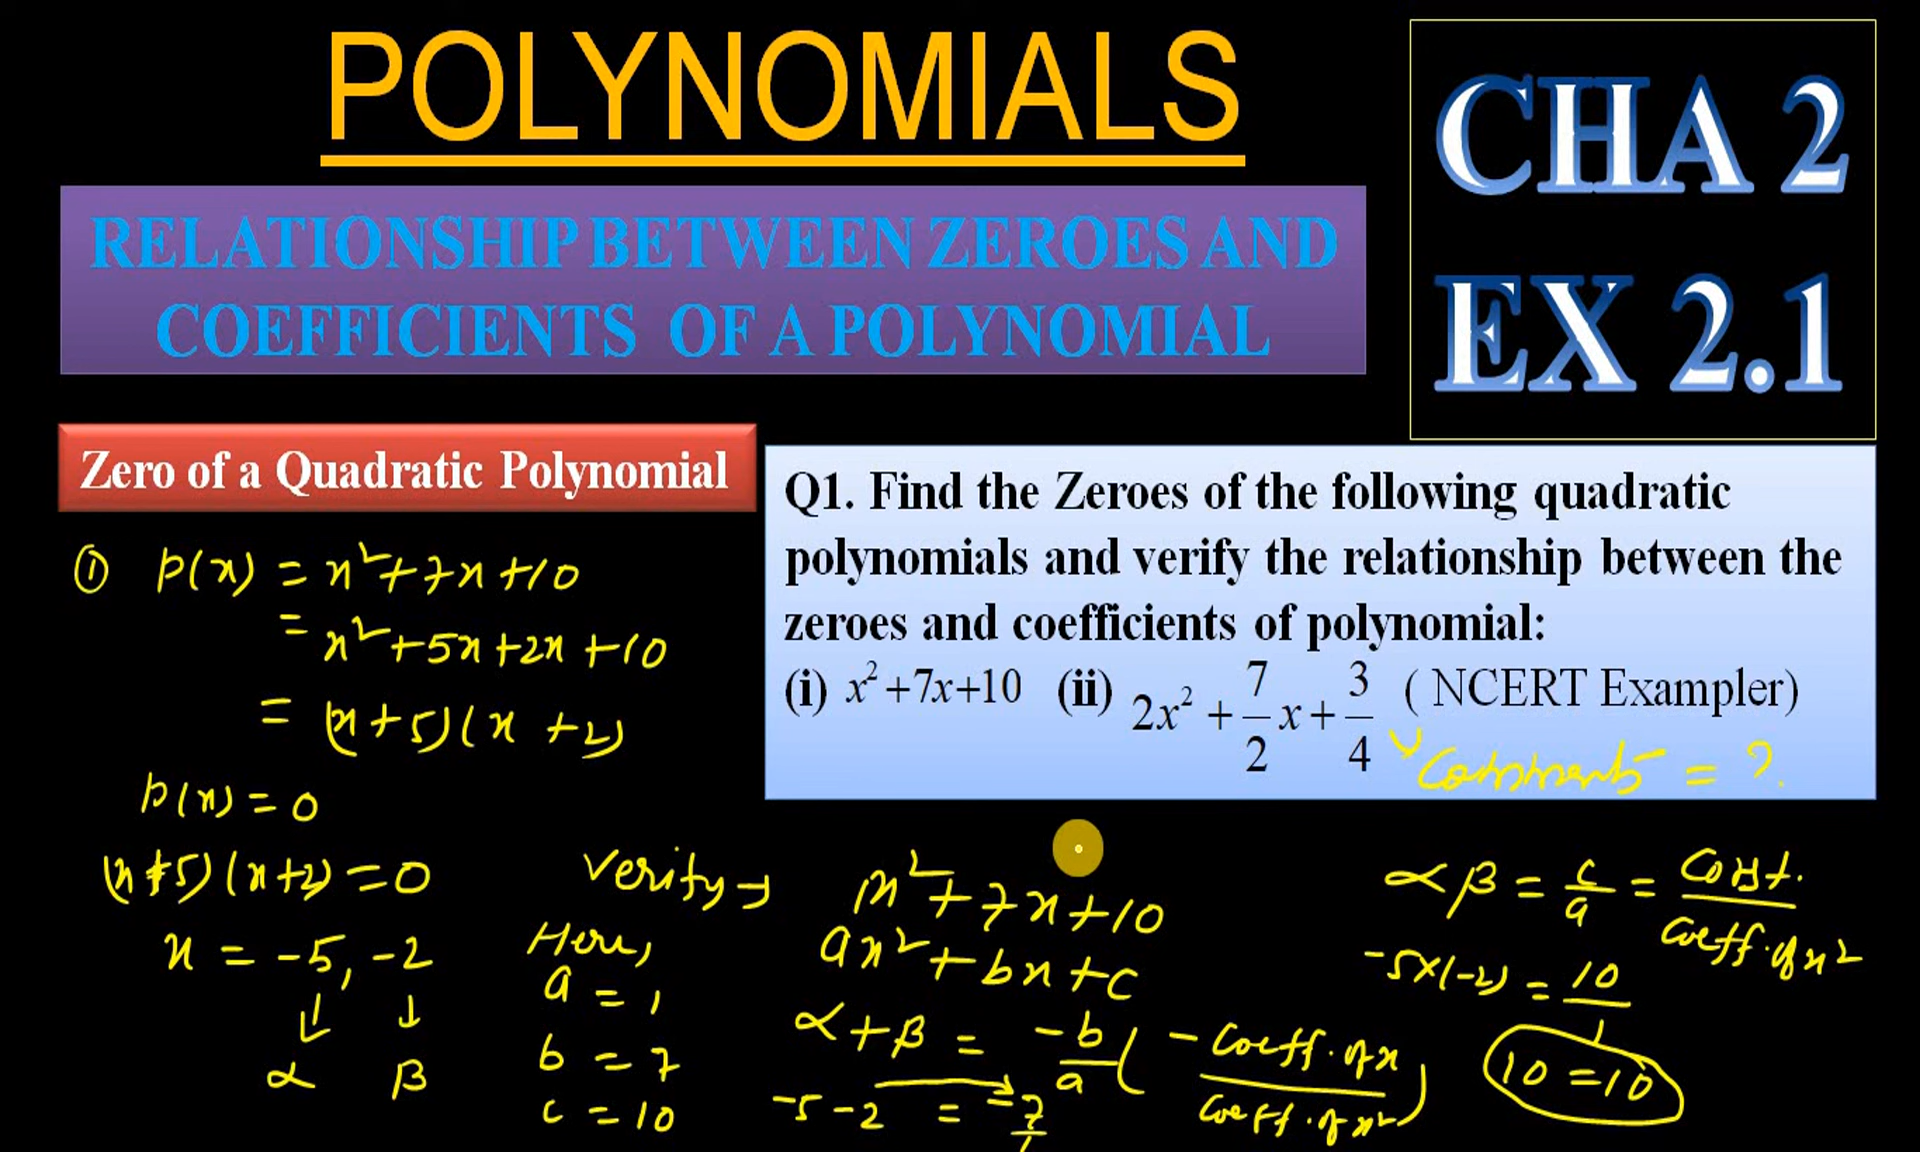 POLYNOMIALS
CHA 2
EX 2.1
RELATIONSHIP BETWEEN ZEROES AND
COEFFICIENTS OF A POLYNOMIAL
Zero of a Quadratic Polynomial
Q1. Find the Zeroes of the following quadratic
polynomials and verify the relationship between the
zeroes and coefficients of polynomial:
(i) x²+7x+10 (ii) 2x² + 7/2 x + 3/4 ( NCERT Exampler)
Comments = ?
① p(x) = x²+7x+10
= x²+5x+2x+10
= (x+5)(x+2)
p(x) = 0
(x+5)(x+2) = 0
x = -5, -2
↓ ↓
α β
Verify →
Here,
a = 1
b = 7
c = 10
1x²+7x+10
ax²+bx+c
α+β = -b/a (-Coeff. of x/Coeff. of x²)
-5-2 = -7/1
αβ = c/a = Const./Coeff. of x²
-5×(-2) = 10/1
10 = 10